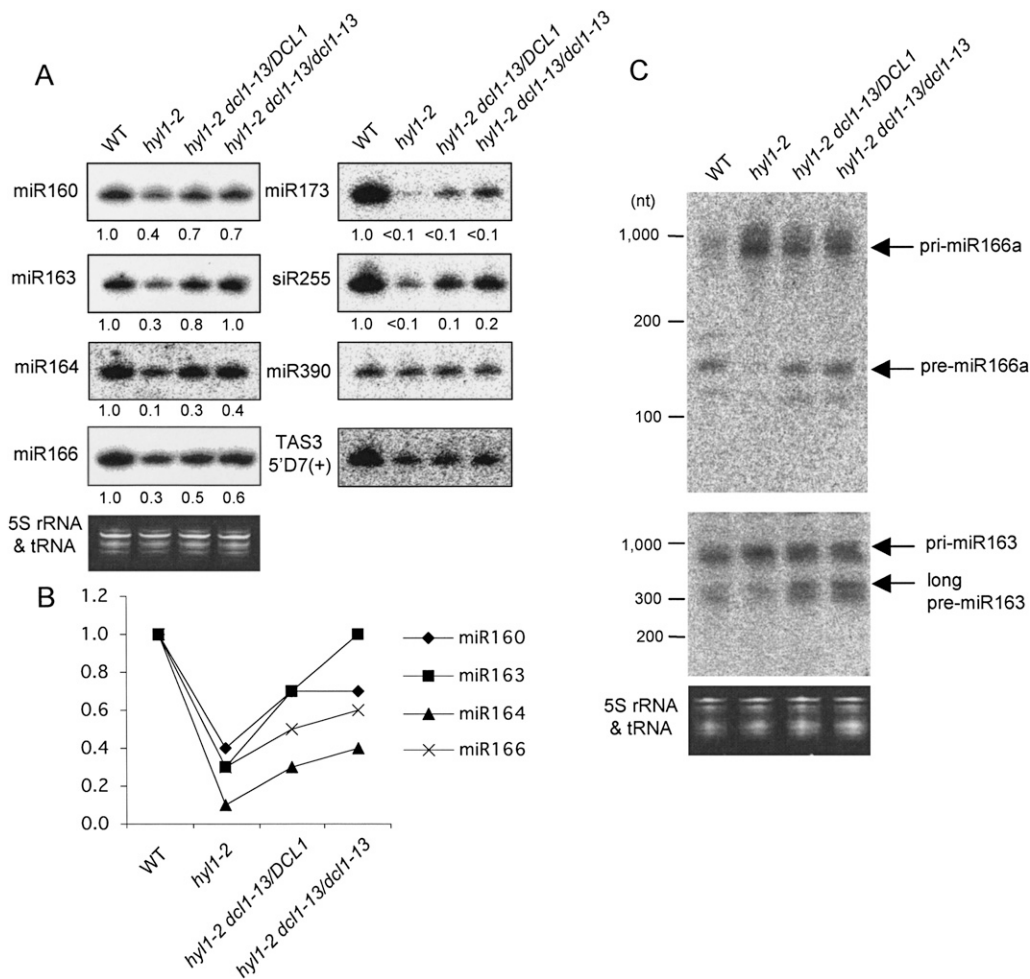 A
WT
hyl1-2
hyl1-2 dcl1-13/DCL1
hyl1-2 dcl1-13/dcl1-13
miR160
1.0 0.4 0.7 0.7
miR163
1.0 0.3 0.8 1.0
miR164
1.0 0.1 0.3 0.4
miR166
1.0 0.3 0.5 0.6
5S rRNA
& tRNA
WT
hyl1-2
hyl1-2 dcl1-13/DCL1
hyl1-2 dcl1-13/dcl1-13
miR173
1.0 <0.1 <0.1 <0.1
siR255
1.0 <0.1 0.1 0.2
miR390
TAS3
5'D7(+)
B
1.2
1.0
0.8
0.6
0.4
0.2
0.0
WT
hyl1-2
hyl1-2 dcl1-13/DCL1
hyl1-2 dcl1-13/dcl1-13
miR160
miR163
miR164
miR166
C
WT
hyl1-2
hyl1-2 dcl1-13/DCL1
hyl1-2 dcl1-13/dcl1-13
(nt)
1,000
200
100
pri-miR166a
pre-miR166a
1,000
300
200
pri-miR163
long
pre-miR163
5S rRNA
& tRNA